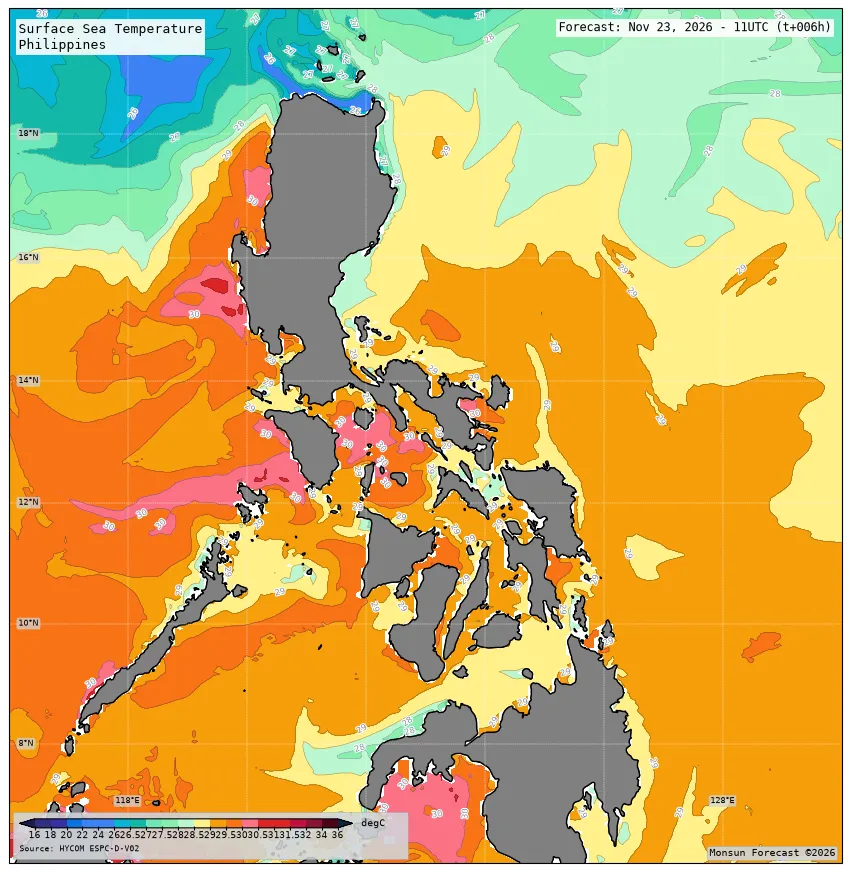 Surface Sea Temperature
Philippines
Forecast: Nov 23, 2026 - 11UTC (t+006h)
18°N
16°N
14°N
12°N
10°N
8°N
118°E
128°E
16 18 20 22 24 26 26.5 27 27.5 28 28.5 29 29.5 30 30.5 31 31.5 32 34 36 degC
Source: HYCOM ESPC-D-V02
Monsun Forecast ©2026